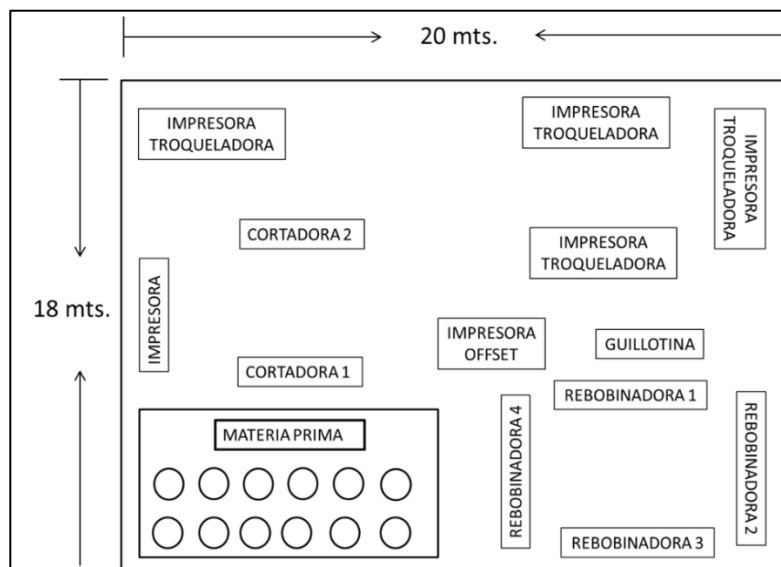 20 mts.
IMPRESORA
TROQUELADORA
IMPRESORA
TROQUELADORA
IMPRESORA
TROQUELADORA
CORTADORA 2
IMPRESORA
TROQUELADORA
18 mts.
IMPRESORA
IMPRESORA
OFFSET
GUILLOTINA
CORTADORA 1
REBOBINADORA 1
MATERIA PRIMA
REBOBINADORA 4
REBOBINADORA 2
REBOBINADORA 3